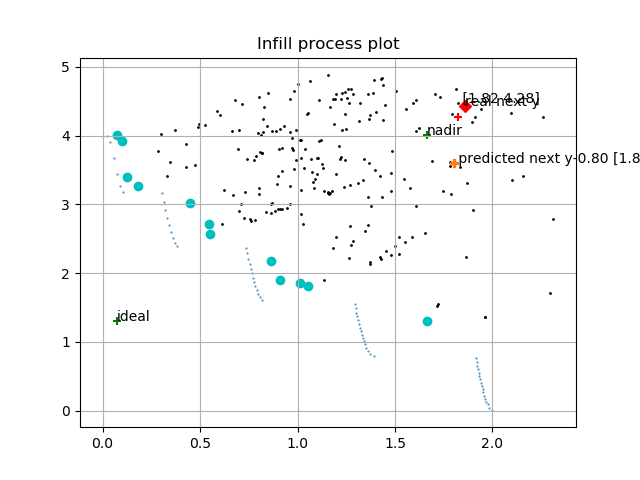 Infill process plot
5
[1.82 4.28]
real next y
4
nadir
predicted next y-0.80 [1.8
3
2
ideal
1
0
0.0 0.5 1.0 1.5 2.0